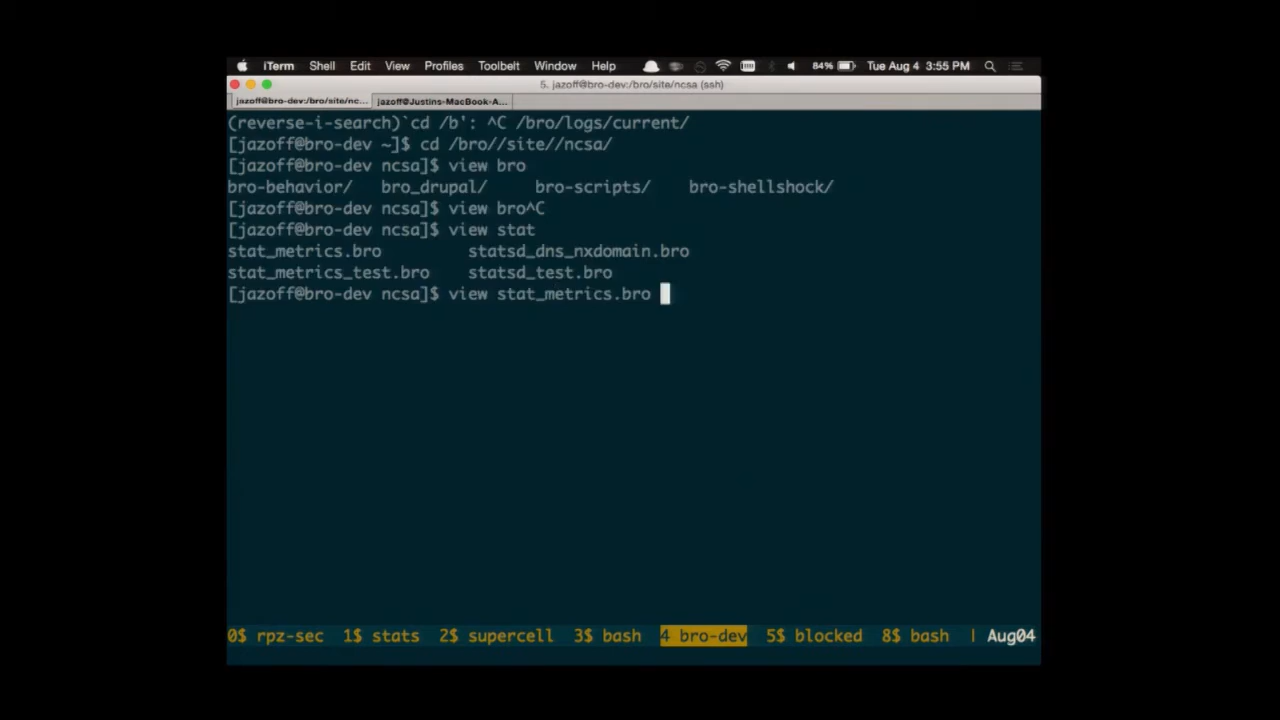 iTerm Shell Edit View Profiles Toolbelt Window Help 84% Tue Aug 4 3:55 PM
5. jazoff@bro-dev:/bro/site/ncsa (ssh)
jazoff@bro-dev:/bro/site/nc... jazoff@Justins-MacBook-A...
(reverse-i-search)`cd /b': ^C /bro/logs/current/
[jazoff@bro-dev ~]$ cd /bro//site//ncsa/
[jazoff@bro-dev ncsa]$ view bro
bro-behavior/ bro_drupal/ bro-scripts/ bro-shellshock/
[jazoff@bro-dev ncsa]$ view bro^C
[jazoff@bro-dev ncsa]$ view stat
stat_metrics.bro statsd_dns_nxdomain.bro
stat_metrics_test.bro statsd_test.bro
[jazoff@bro-dev ncsa]$ view stat_metrics.bro
0$ rpz-sec 1$ stats 2$ supercell 3$ bash 4 bro-dev 5$ blocked 8$ bash | Aug04